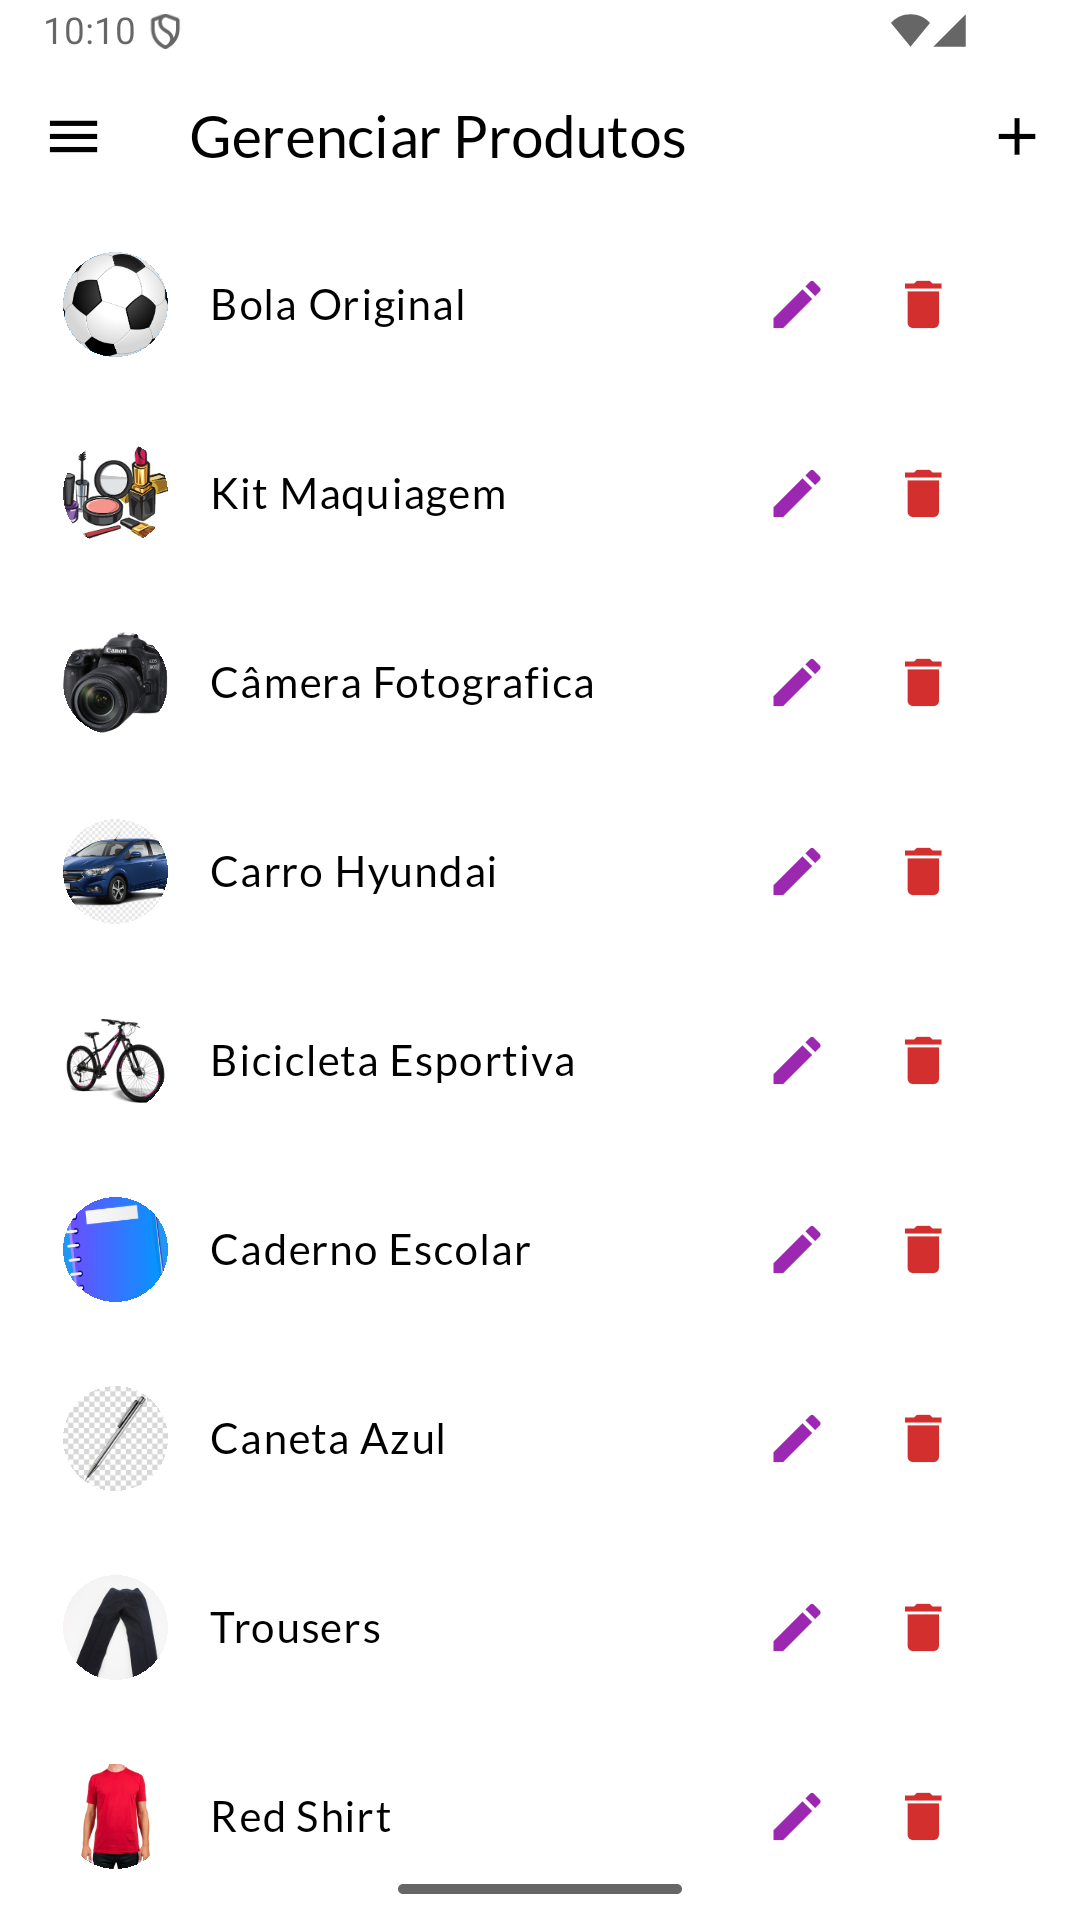 10:10
Gerenciar Produtos
Bola Original
Kit Maquiagem
Canon
Câmera Fotografica
Carro Hyundai
Bicicleta Esportiva
Caderno Escolar
Caneta Azul
Trousers
Red Shirt